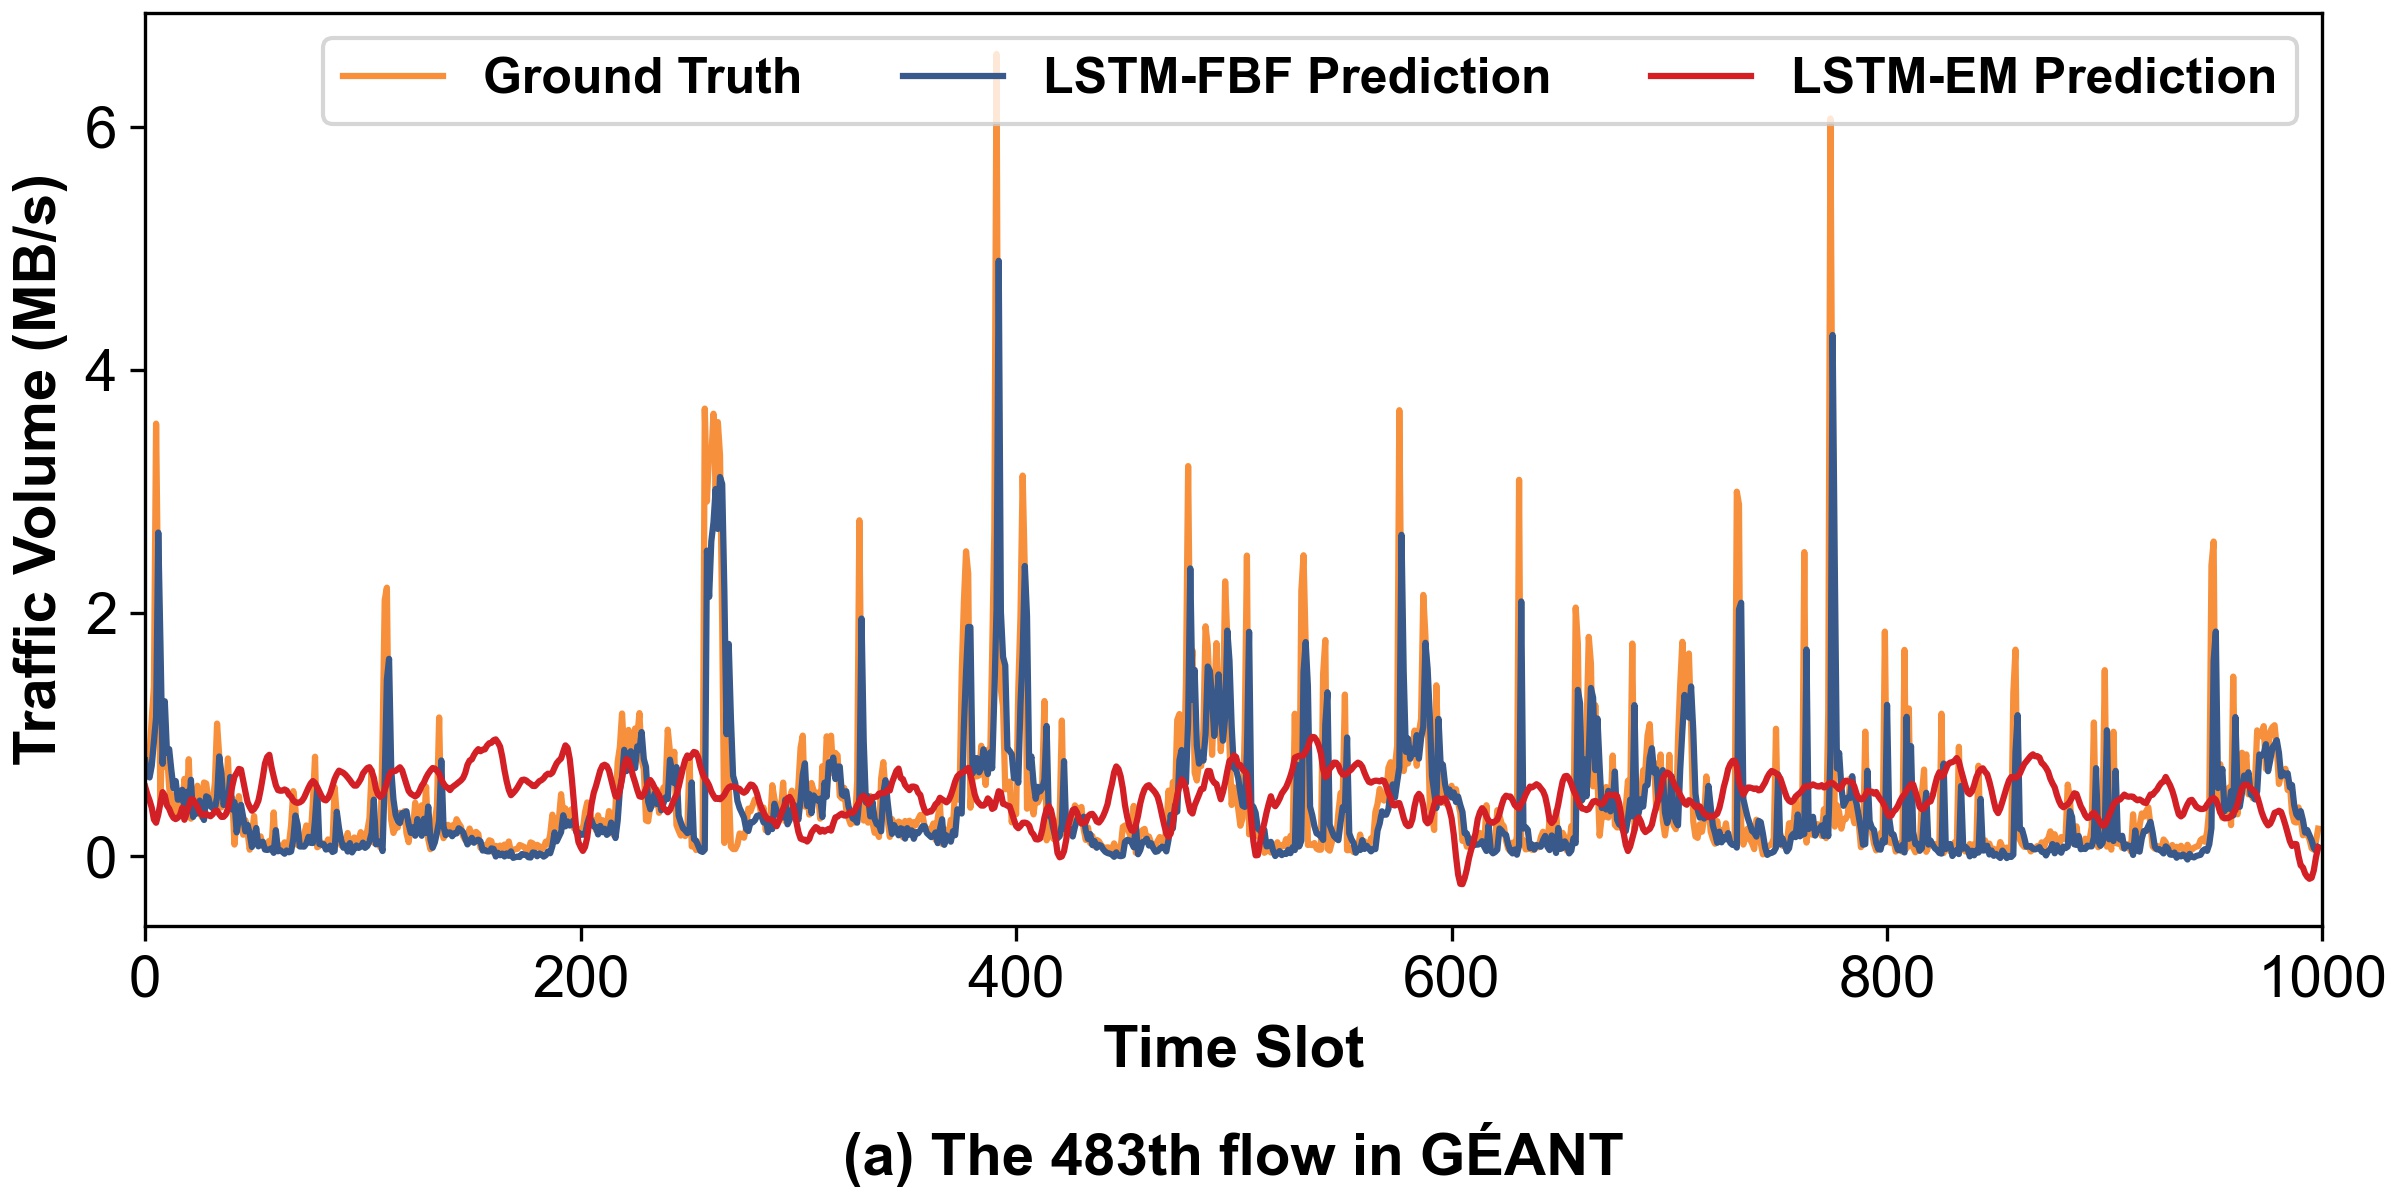 Ground Truth LSTM-FBF Prediction LSTM-EM Prediction
Traffic Volume (MB/s)
6
4
2
0
0 200 400 600 800 1000
Time Slot
(a) The 483th flow in GÉANT